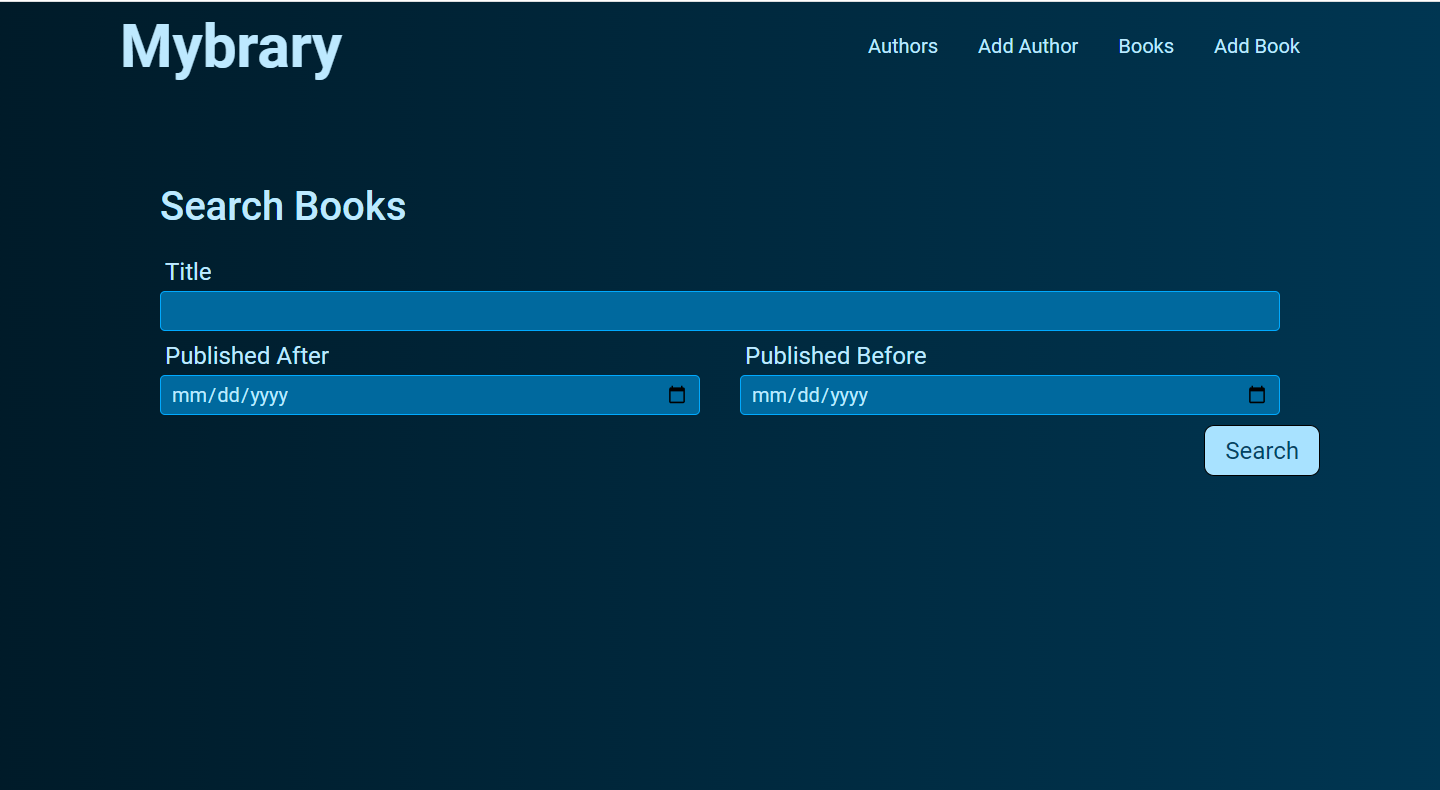 Mybrary
Authors Add Author Books Add Book
Search Books
Title
Published After Published Before
mm/dd/yyyy mm/dd/yyyy
Search